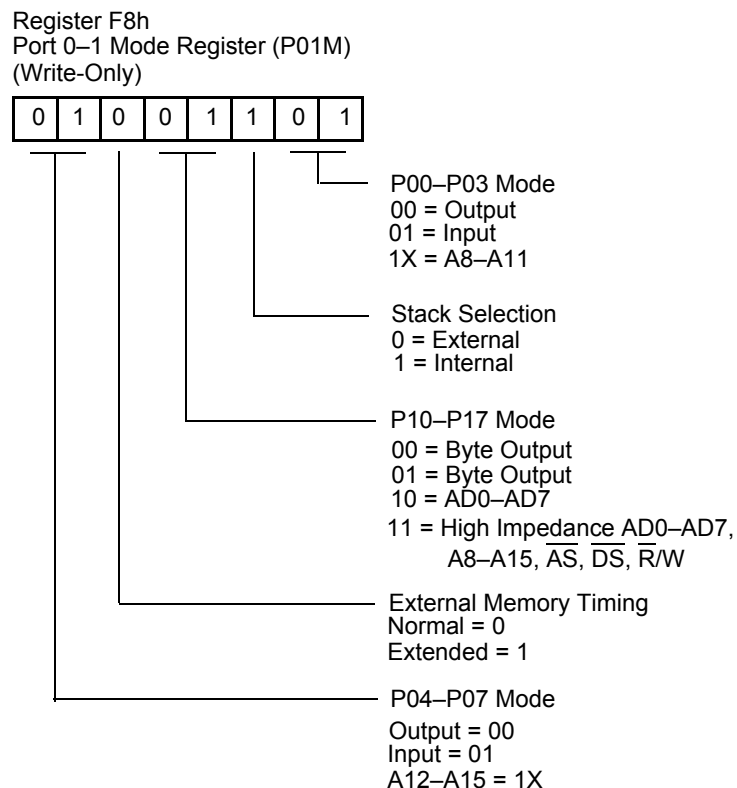 Register F8h
Port 0–1 Mode Register (P01M)
(Write-Only)
0 1 0 0 1 1 0 1
P00–P03 Mode
00 = Output
01 = Input
1X = A8–A11
Stack Selection
0 = External
1 = Internal
P10–P17 Mode
00 = Byte Output
01 = Byte Output
10 = AD0–AD7
11 = High Impedance AD0–AD7,
A8–A15, A̅S̅, D̅S̅, R̅/W
External Memory Timing
Normal = 0
Extended = 1
P04–P07 Mode
Output = 00
Input = 01
A12–A15 = 1X